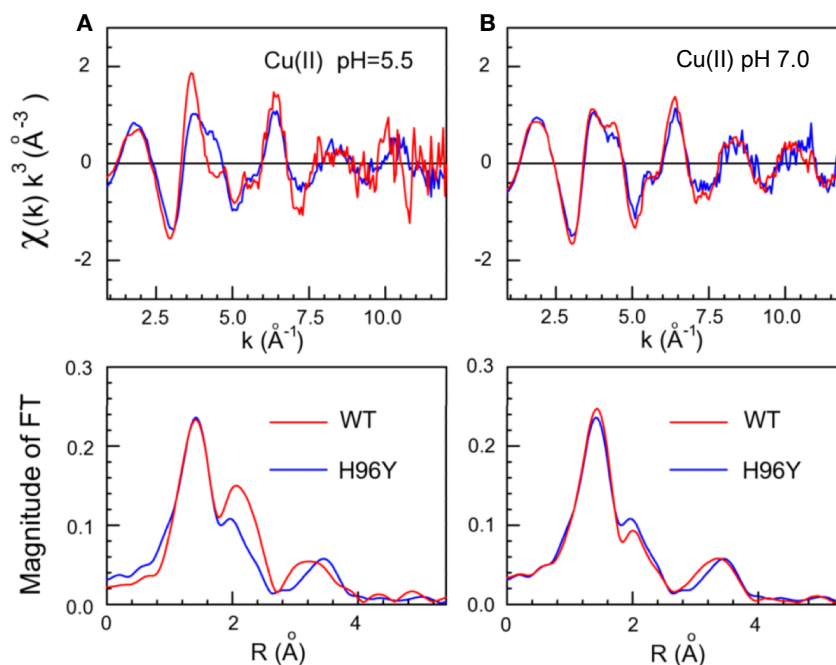 A
B
Cu(II) pH=5.5
Cu(II) pH 7.0
χ(k) k³ (Å⁻³)
2
0
-2
2
0
-2
2.5 5.0 7.5 10.0
2.5 5.0 7.5 10.0
k (Å⁻¹)
k (Å⁻¹)
Magnitude of FT
0.3
0.2
0.1
0.0
0.3
0.2
0.1
0.0
WT
H96Y
WT
H96Y
0 2 4
0 2 4
R (Å)
R (Å)